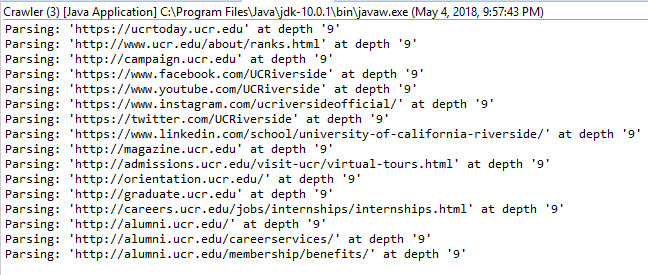 Crawler (3) [Java Application] C:\Program Files\Java\jdk-10.0.1\bin\javaw.exe (May 4, 2018, 9:57:43 PM)
Parsing: 'https://ucrtoday.ucr.edu' at depth '9'
Parsing: 'http://www.ucr.edu/about/ranks.html' at depth '9'
Parsing: 'http://campaign.ucr.edu' at depth '9'
Parsing: 'https://www.facebook.com/UCRiverside' at depth '9'
Parsing: 'https://www.youtube.com/UCRiverside' at depth '9'
Parsing: 'https://www.instagram.com/ucriversideofficial/' at depth '9'
Parsing: 'https://twitter.com/UCRiverside' at depth '9'
Parsing: 'https://www.linkedin.com/school/university-of-california-riverside/' at depth '9'
Parsing: 'http://magazine.ucr.edu' at depth '9'
Parsing: 'http://admissions.ucr.edu/visit-ucr/virtual-tours.html' at depth '9'
Parsing: 'http://orientation.ucr.edu/' at depth '9'
Parsing: 'http://graduate.ucr.edu' at depth '9'
Parsing: 'http://careers.ucr.edu/jobs/internships/internships.html' at depth '9'
Parsing: 'http://alumni.ucr.edu/' at depth '9'
Parsing: 'http://alumni.ucr.edu/careerservices/' at depth '9'
Parsing: 'http://alumni.ucr.edu/membership/benefits/' at depth '9'